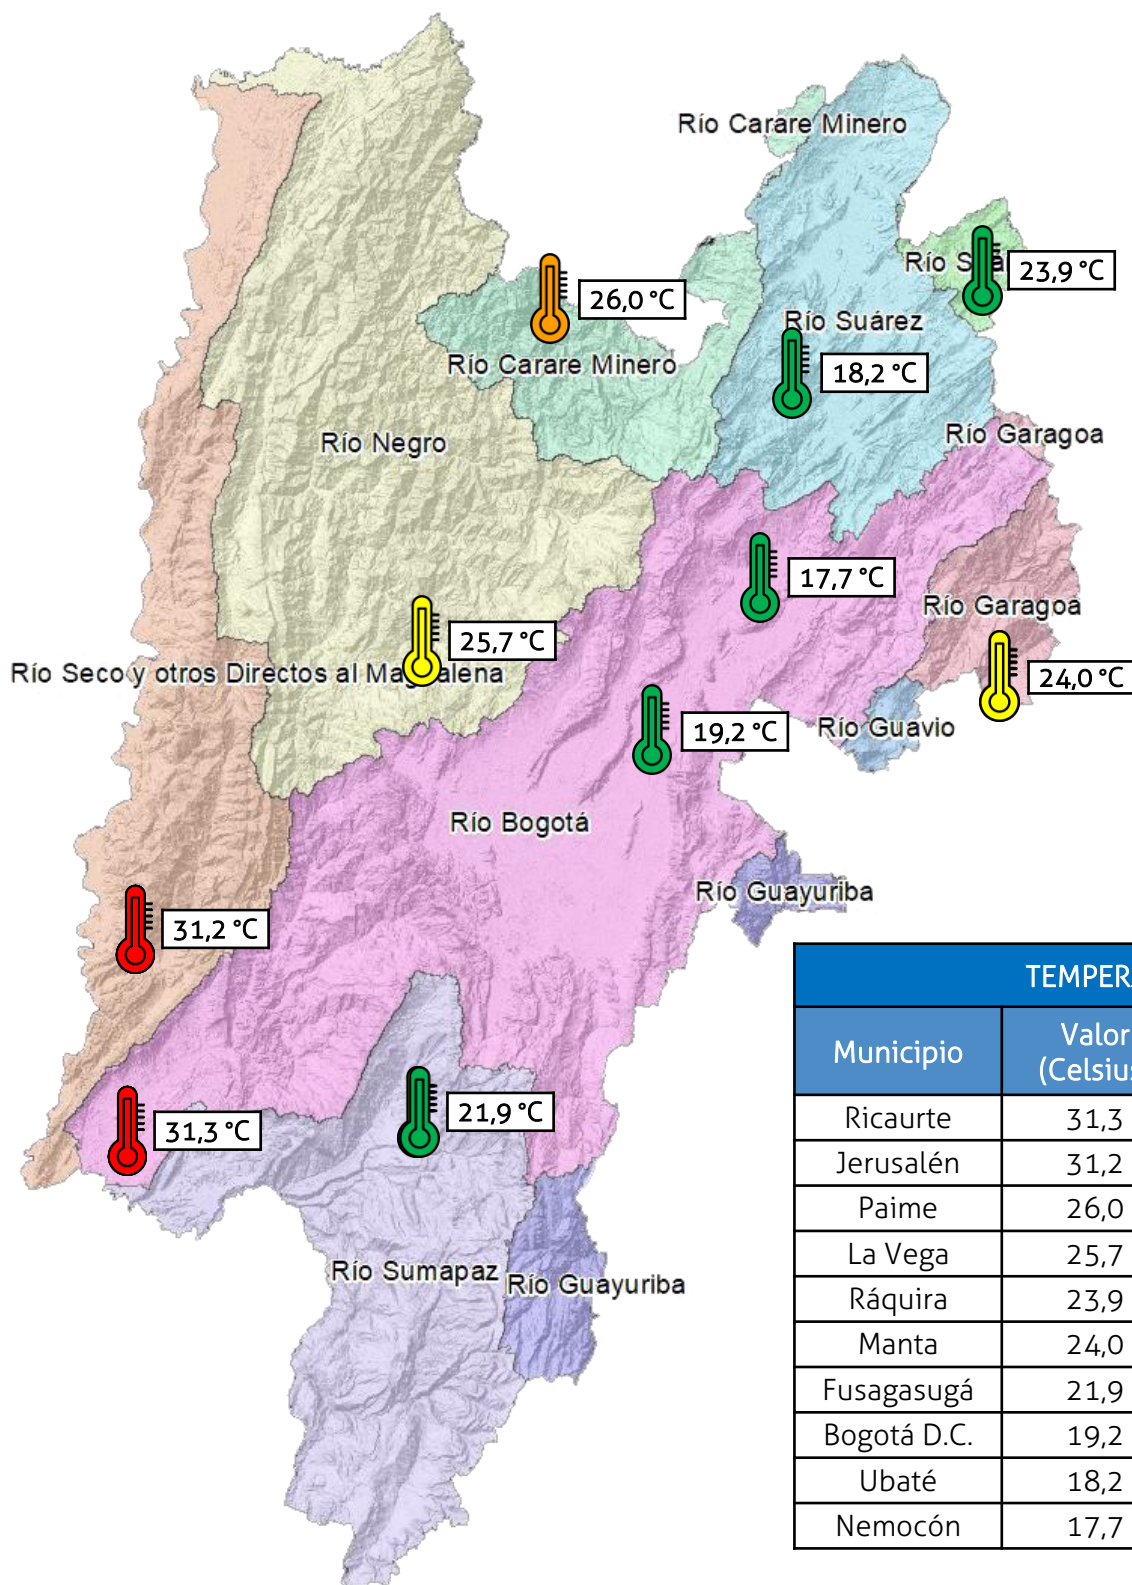 Río Carare Minero
Río S
23,9 °C
26,0 °C
Río Suárez
Río Carare Minero
18,2 °C
Río Negro
Río Garagoa
17,7 °C
Río Garagoa
25,7 °C
Río Seco y otros Directos al Magdalena
24,0 °C
19,2 °C
Río Guavio
Río Bogotá
Río Guayuriba
31,2 °C
21,9 °C
31,3 °C
Río Sumapaz
Río Guayuriba
TEMPERA
Municipio
Valor
(Celsius
Ricaurte 31,3
Jerusalén 31,2
Paime 26,0
La Vega 25,7
Ráquira 23,9
Manta 24,0
Fusagasugá 21,9
Bogotá D.C. 19,2
Ubaté 18,2
Nemocón 17,7